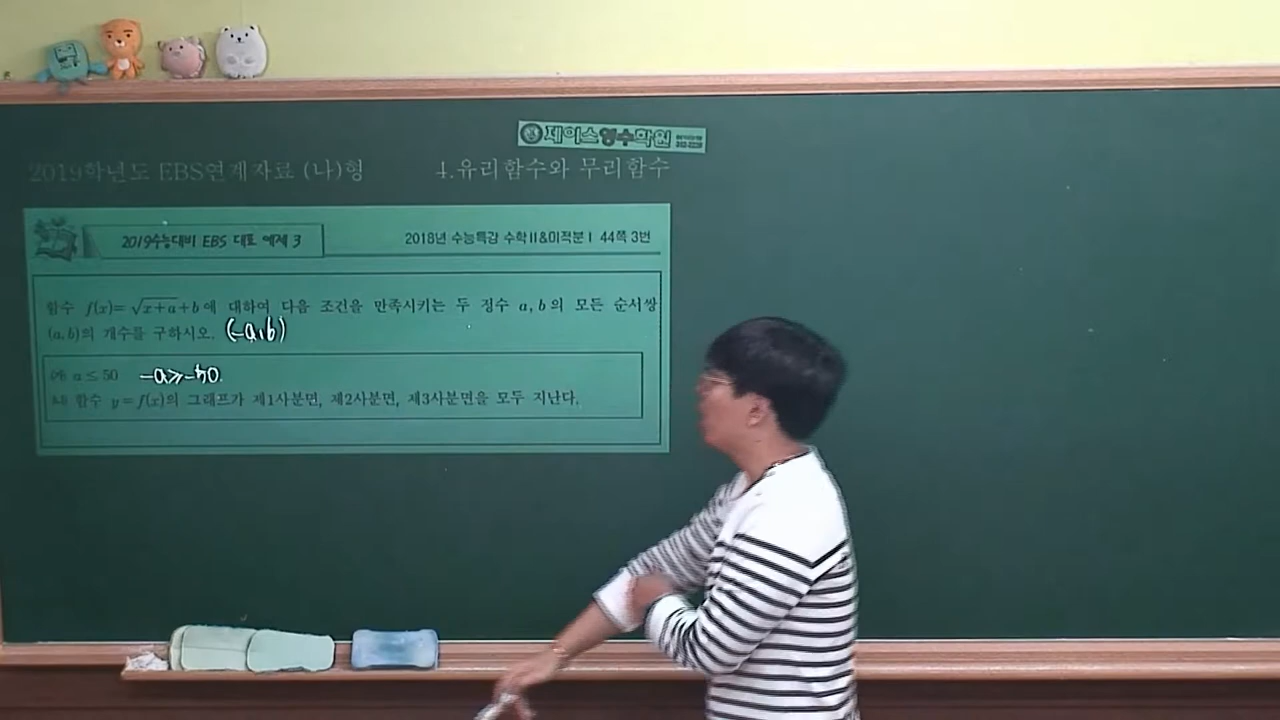 제이스영수학원
2019학년도 EBS연계자료 (나)형 4.유리함수와 무리함수
2019수능대비 EBS 대표 예제 3 2018년 수능특강 수학II&미적분I 44쪽 3번
함수 f(x)=√(x+a)+b에 대하여 다음 조건을 만족시키는 두 정수 a, b의 모든 순서쌍
(a, b)의 개수를 구하시오. (-a, b)
(가) a ≤ 50 -a≥-50.
(나) 함수 y=f(x)의 그래프가 제1사분면, 제2사분면, 제3사분면을 모두 지난다.